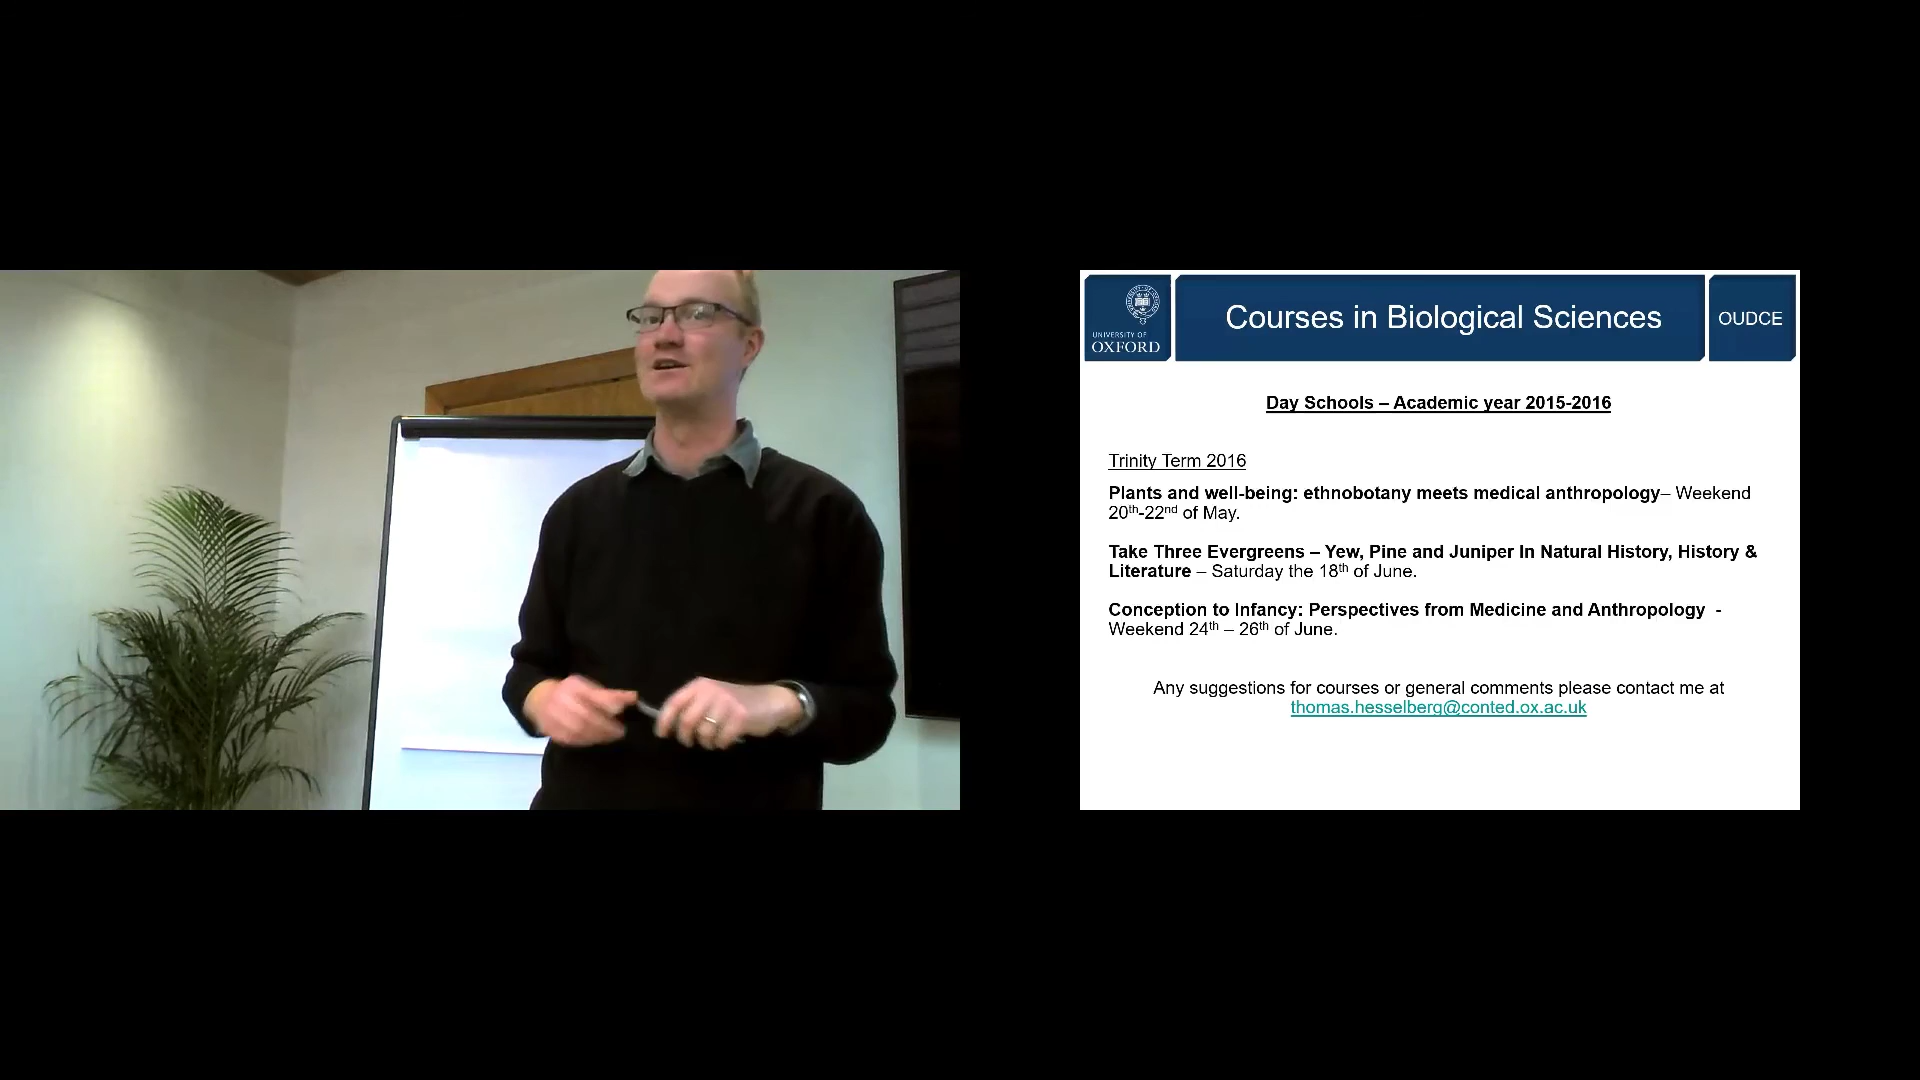 UNIVERSITY OF
OXFORD
Courses in Biological Sciences
OUDCE
Day Schools – Academic year 2015-2016
Trinity Term 2016
Plants and well-being: ethnobotany meets medical anthropology– Weekend
20th-22nd of May.
Take Three Evergreens – Yew, Pine and Juniper In Natural History, History &
Literature – Saturday the 18th of June.
Conception to Infancy: Perspectives from Medicine and Anthropology -
Weekend 24th – 26th of June.
Any suggestions for courses or general comments please contact me at
thomas.hesselberg@conted.ox.ac.uk